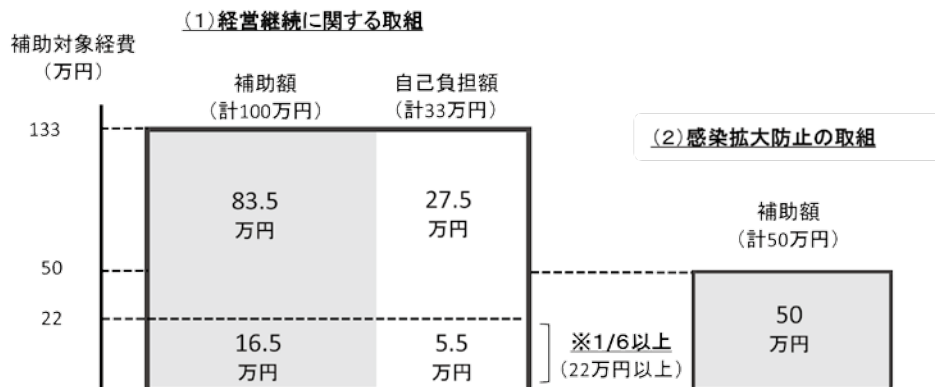 (1)経営継続に関する取組
補助対象経費
(万円)
補助額
(計100万円)
自己負担額
(計33万円)
133
(2)感染拡大防止の取組
83.5
万円
27.5
万円
補助額
(計50万円)
50
22
50
万円
16.5
万円
5.5
万円
※1/6以上
(22万円以上)